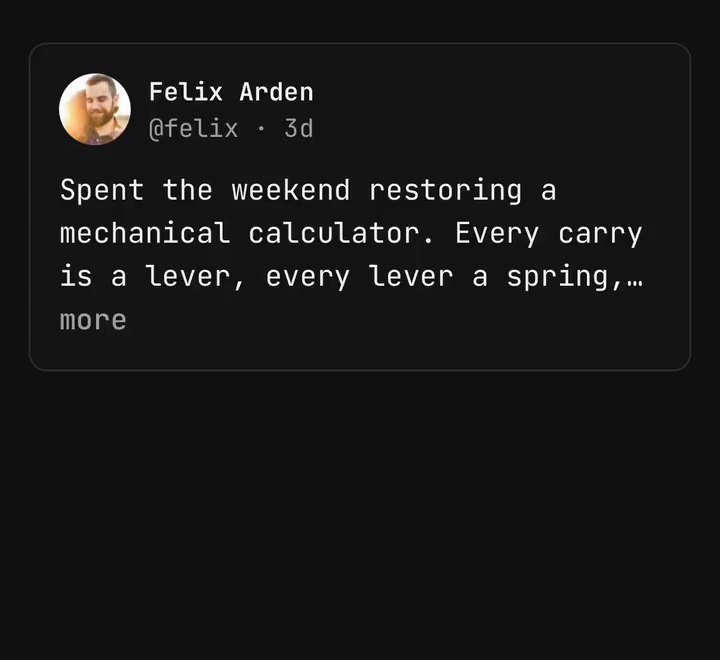 Felix Arden
@felix · 3d
Spent the weekend restoring a
mechanical calculator. Every carry
is a lever, every lever a spring,…
more